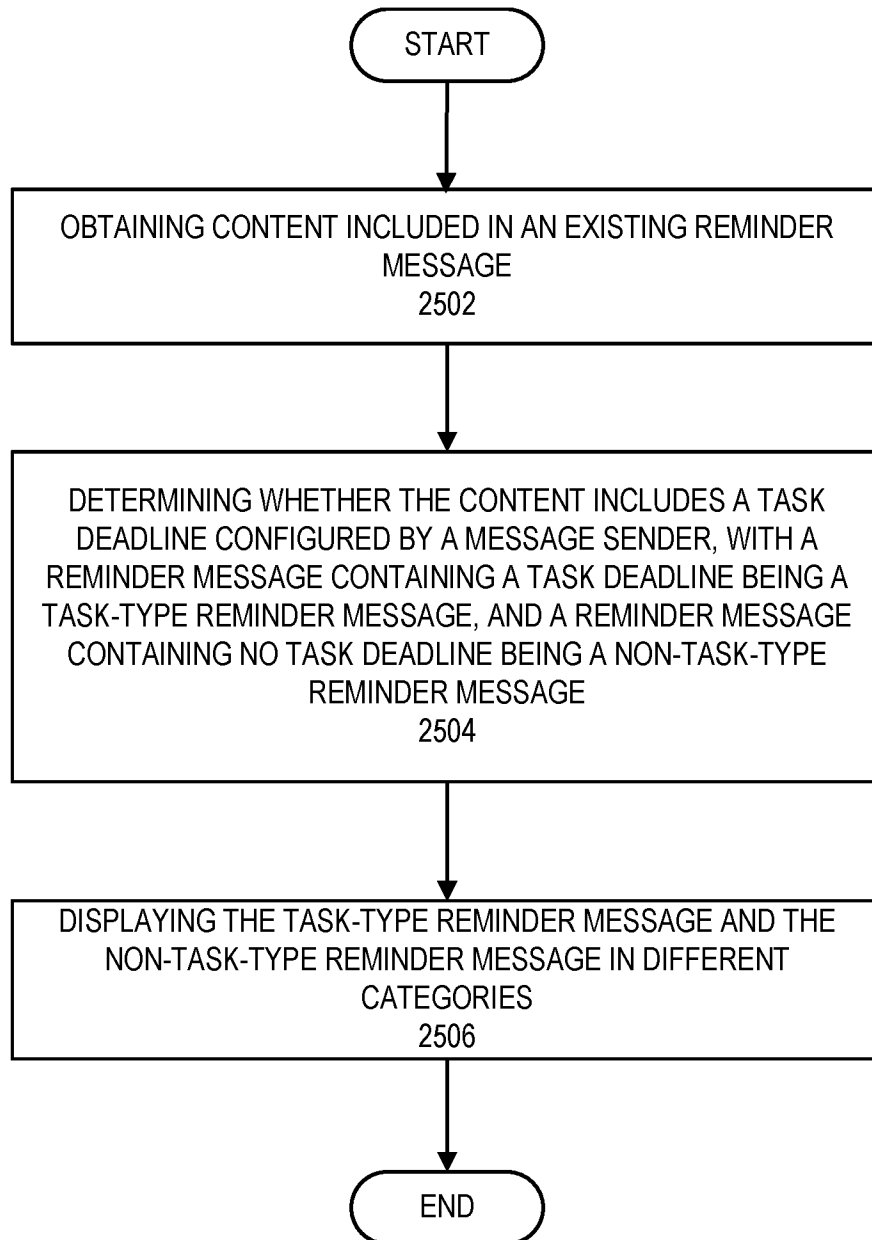 START
OBTAINING CONTENT INCLUDED IN AN EXISTING REMINDER
MESSAGE
2502
DETERMINING WHETHER THE CONTENT INCLUDES A TASK
DEADLINE CONFIGURED BY A MESSAGE SENDER, WITH A
REMINDER MESSAGE CONTAINING A TASK DEADLINE BEING A
TASK-TYPE REMINDER MESSAGE, AND A REMINDER MESSAGE
CONTAINING NO TASK DEADLINE BEING A NON-TASK-TYPE
REMINDER MESSAGE
2504
DISPLAYING THE TASK-TYPE REMINDER MESSAGE AND THE
NON-TASK-TYPE REMINDER MESSAGE IN DIFFERENT
CATEGORIES
2506
END